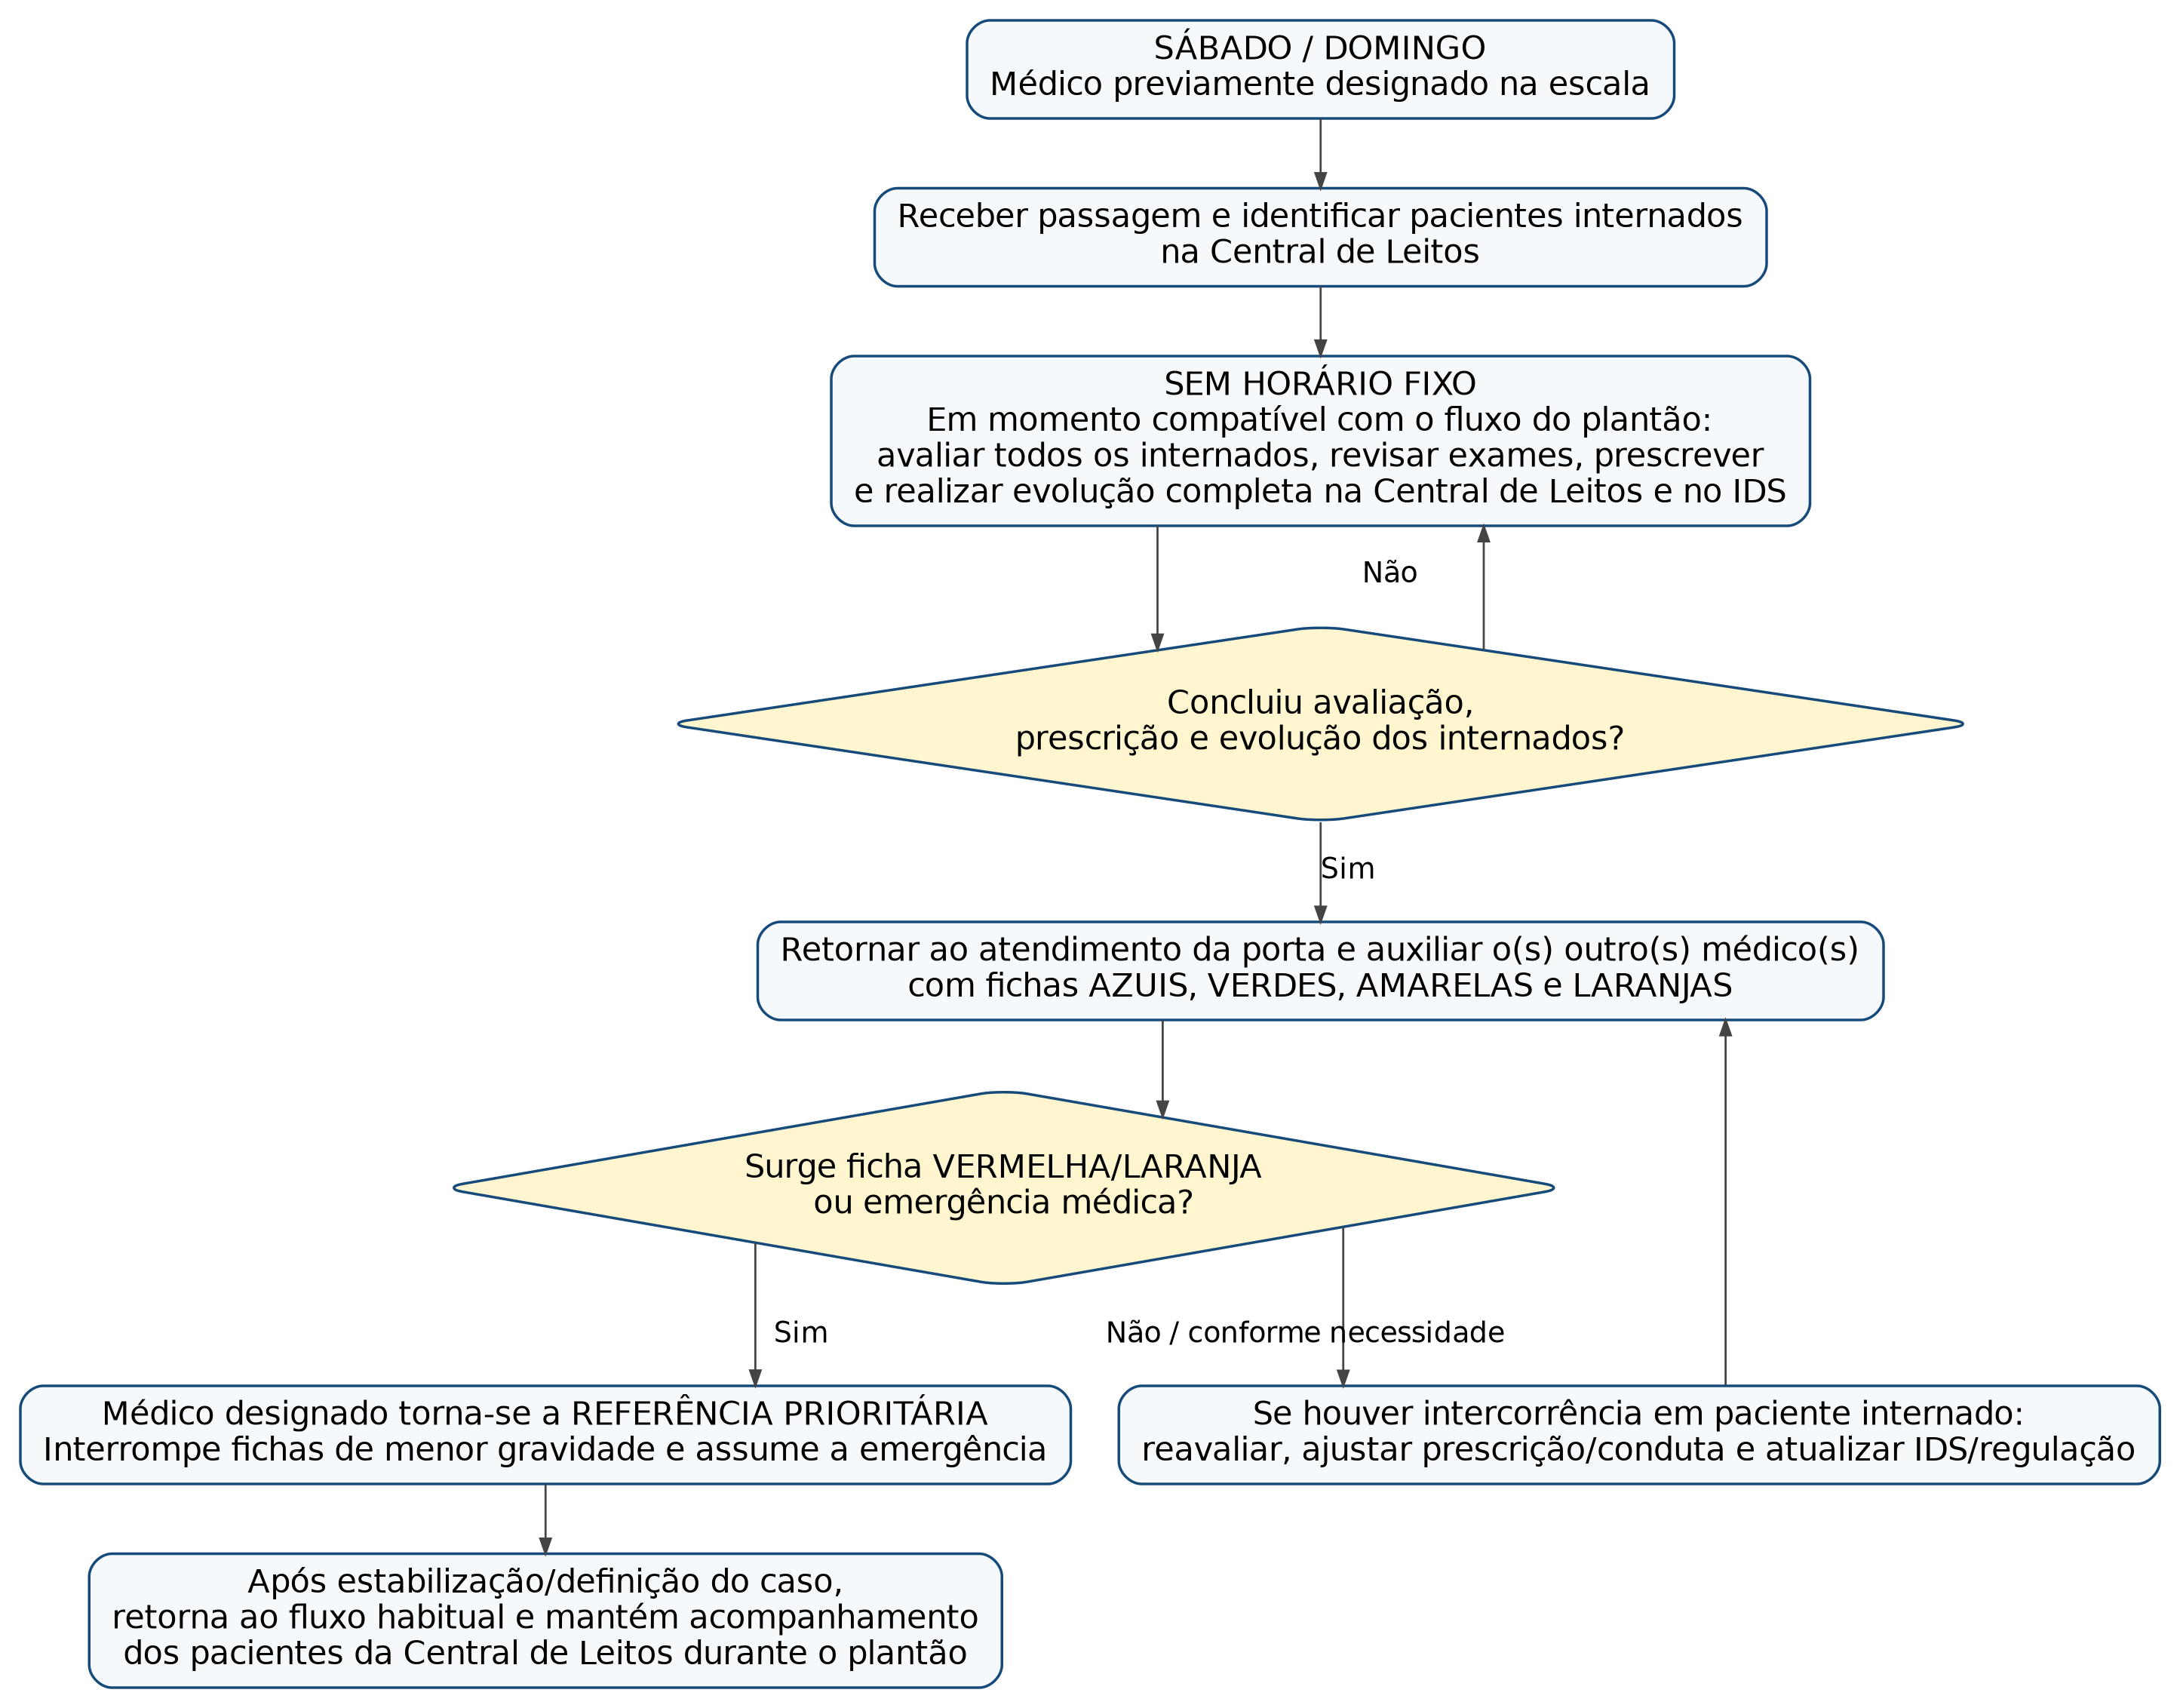 SÁBADO / DOMINGO
Médico previamente designado na escala
Receber passagem e identificar pacientes internados
na Central de Leitos
SEM HORÁRIO FIXO
Em momento compatível com o fluxo do plantão:
avaliar todos os internados, revisar exames, prescrever
e realizar evolução completa na Central de Leitos e no IDS
Não
Concluiu avaliação,
prescrição e evolução dos internados?
Sim
Retornar ao atendimento da porta e auxiliar o(s) outro(s) médico(s)
com fichas AZUIS, VERDES, AMARELAS e LARANJAS
Surge ficha VERMELHA/LARANJA
ou emergência médica?
Sim
Não / conforme necessidade
Médico designado torna-se a REFERÊNCIA PRIORITÁRIA
Interrompe fichas de menor gravidade e assume a emergência
Se houver intercorrência em paciente internado:
reavaliar, ajustar prescrição/conduta e atualizar IDS/regulação
Após estabilização/definição do caso,
retorna ao fluxo habitual e mantém acompanhamento
dos pacientes da Central de Leitos durante o plantão